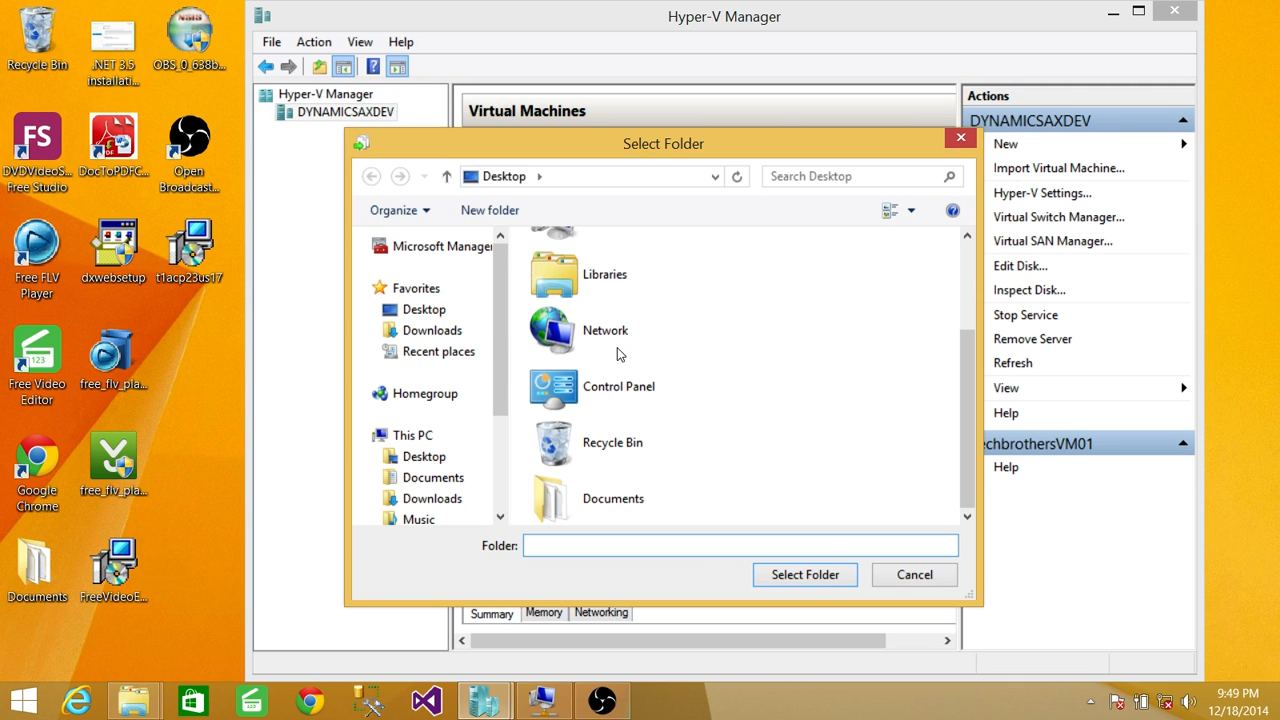 Recycle Bin
.NET 3.5
installati...
OBS_0_638b...
FS
DVDVideoS...
Free Studio
DocToPDFC...
Open
Broadcast...
Free FLV
Player
dxwebsetup
t1acp23us17
123
Free Video
Editor
free_flv_pla...
Google
Chrome
free_flv_pla...
Documents
FreeVideoE...
Hyper-V Manager
File Action View Help
Hyper-V Manager
DYNAMICSAXDEV
Virtual Machines
Select Folder
Desktop
Search Desktop
Organize
New folder
Microsoft Manager
Favorites
Desktop
Downloads
Recent places
Homegroup
This PC
Desktop
Documents
Downloads
Music
Libraries
Network
Control Panel
Recycle Bin
Documents
Folder:
Select Folder
Cancel
Summary Memory Networking
Actions
DYNAMICSAXDEV
New
Import Virtual Machine...
Hyper-V Settings...
Virtual Switch Manager...
Virtual SAN Manager...
Edit Disk...
Inspect Disk...
Stop Service
Remove Server
Refresh
View
Help
echbrothersVM01
Help
123
9:49 PM
12/18/2014